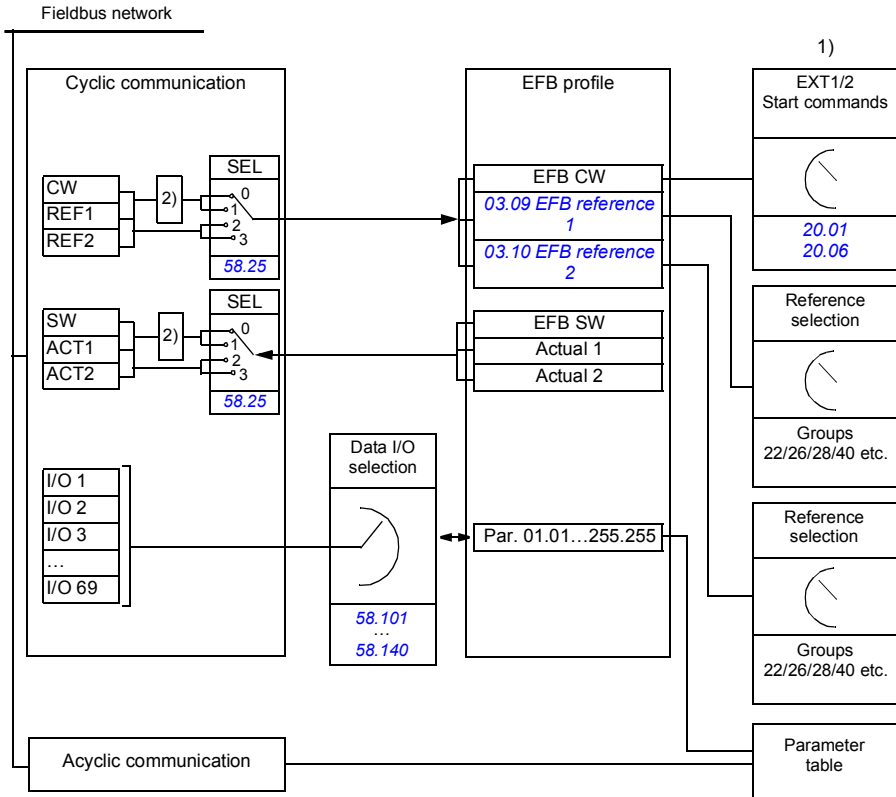 Fieldbus network
Cyclic communication
CW
REF1
REF2
2)
SEL
0
1
2
3
58.25
SW
ACT1
ACT2
2)
SEL
0
1
2
3
58.25
I/O 1
I/O 2
I/O 3
...
I/O 69
Data I/O
selection
58.101
...
58.140
EFB profile
EFB CW
03.09 EFB reference
1
03.10 EFB reference
2
EFB SW
Actual 1
Actual 2
Par. 01.01...255.255
1)
EXT1/2
Start commands
20.01
20.06
Reference
selection
Groups
22/26/28/40 etc.
Reference
selection
Groups
22/26/28/40 etc.
Acyclic communication
Parameter
table